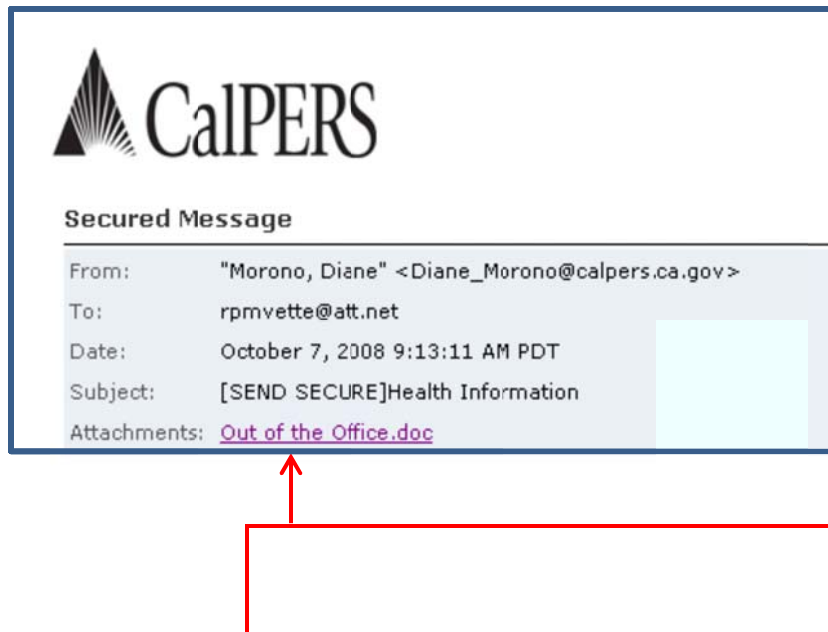 CalPERS
Secured Message
From: "Morono, Diane" <Diane_Morono@calpers.ca.gov>
To: rpmvette@att.net
Date: October 7, 2008 9:13:11 AM PDT
Subject: [SEND SECURE]Health Information
Attachments: Out of the Office.doc